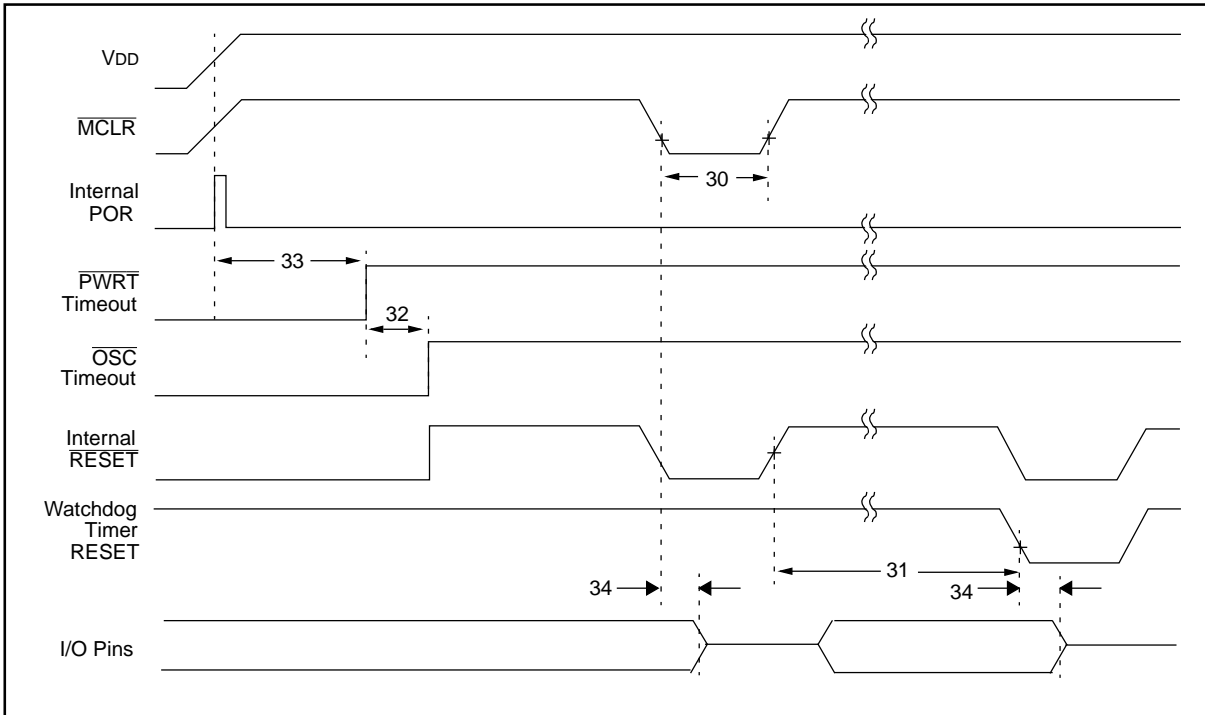 VDD
MCLR
30
Internal
POR
33
PWRT
Timeout
32
OSC
Timeout
Internal
RESET
Watchdog
Timer
RESET
31
34
34
I/O Pins